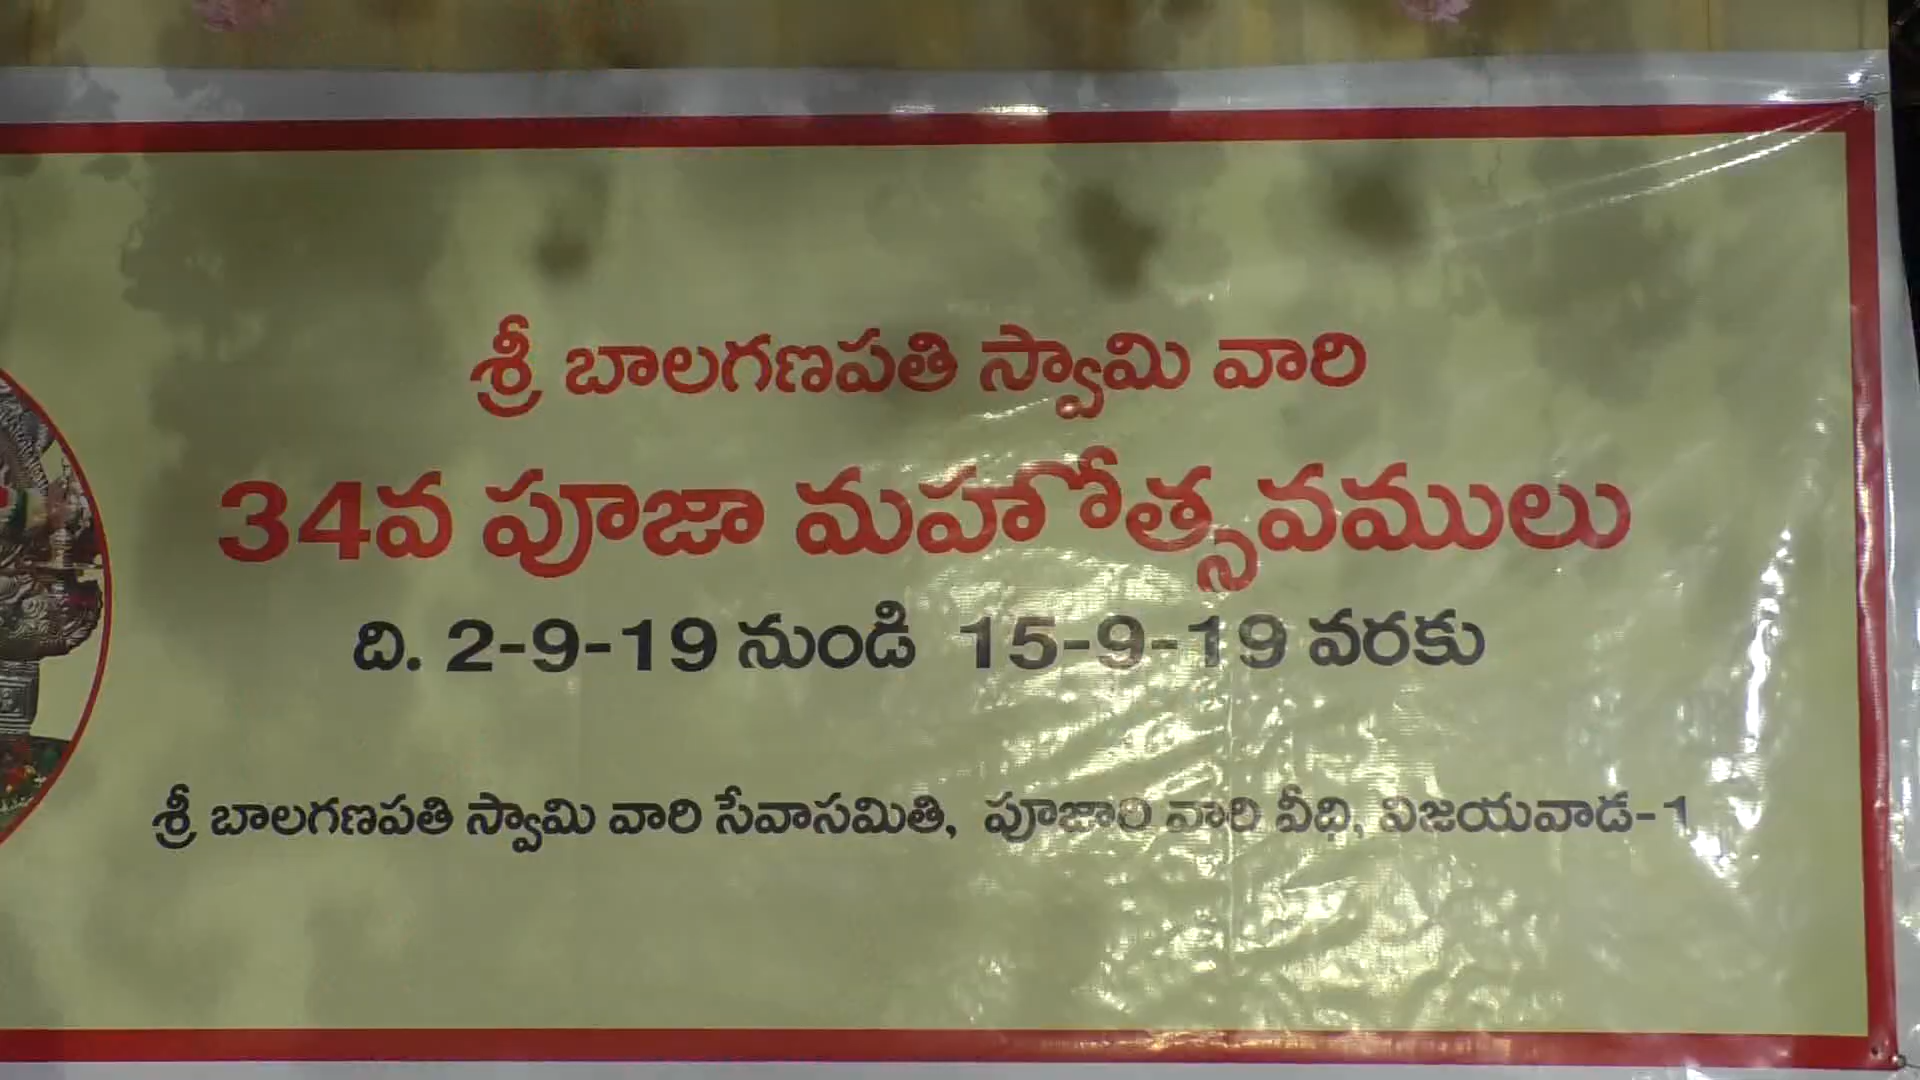 శ్రీ బాలగణపతి స్వామి వారి
34వ పూజా మహోత్సవములు
ది. 2-9-19 నుండి 15-9-19 వరకు
శ్రీ బాలగణపతి స్వామి వారి సేవాసమితి, పూజారి వారి వీధి, విజయవాడ-1